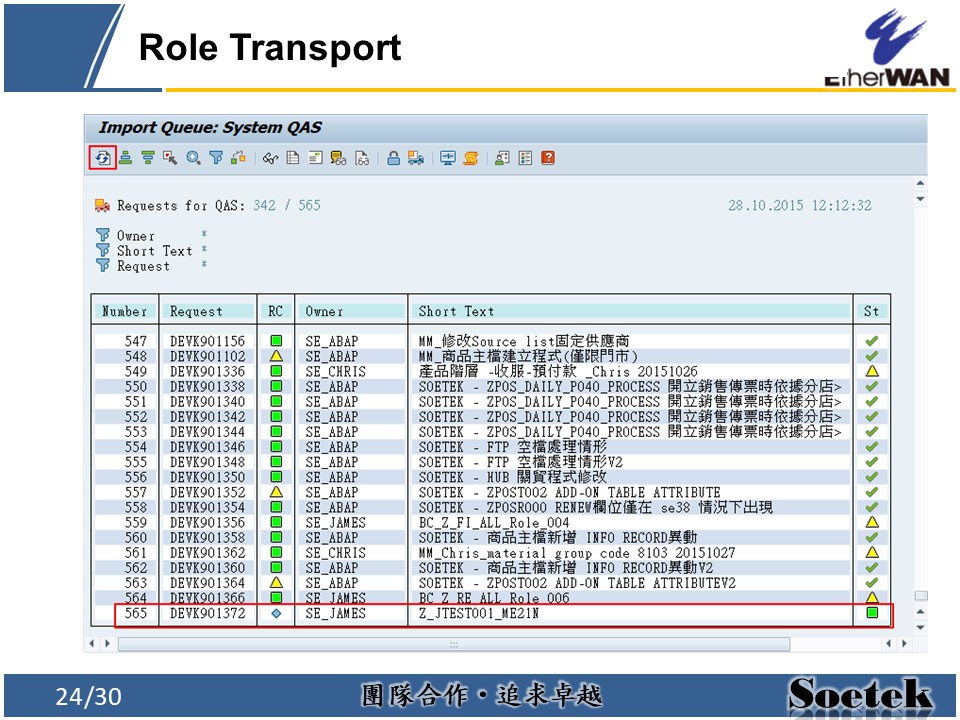 Role Transport
EtherWAN
Import Queue: System QAS
Requests for QAS: 342 / 565 28.10.2015 12:12:32
Owner *
Short Text *
Request *
Number Request RC Owner Short Text St
547 DEVK901156 SE_ABAP MM_修改Source list固定供應商
548 DEVK901102 SE_ABAP MM_商品主檔建立程式(僅限門市)
549 DEVK901336 SE_CHRIS 產品階層 -收服-預付款 _Chris 20151026
550 DEVK901338 SE_ABAP SOETEK - ZPOS_DAILY_P040_PROCESS 開立銷售傳票時依據分店>
551 DEVK901340 SE_ABAP SOETEK - ZPOS_DAILY_P040_PROCESS 開立銷售傳票時依據分店>
552 DEVK901342 SE_ABAP SOETEK - ZPOS_DAILY_P040_PROCESS 開立銷售傳票時依據分店>
553 DEVK901344 SE_ABAP SOETEK - ZPOS_DAILY_P040_PROCESS 開立銷售傳票時依據分店>
554 DEVK901346 SE_ABAP SOETEK - FTP 空檔處理情形
555 DEVK901348 SE_ABAP SOETEK - FTP 空檔處理情形V2
556 DEVK901350 SE_ABAP SOETEK - HUB 關貿程式修改
557 DEVK901352 SE_ABAP SOETEK - ZPOST002 ADD-ON TABLE ATTRIBUTE
558 DEVK901354 SE_ABAP SOETEK - ZPOSR000 RENEW欄位僅在 se38 情況下出現
559 DEVK901356 SE_JAMES BC_Z_FI_ALL_Role_004
560 DEVK901358 SE_ABAP SOETEK - 商品主檔新增 INFO RECORD異動
561 DEVK901362 SE_CHRIS MM_Chris_material group code 8103 20151027
562 DEVK901360 SE_ABAP SOETEK - 商品主檔新增 INFO RECORD異動V2
563 DEVK901364 SE_ABAP SOETEK - ZPOST002 ADD-ON TABLE ATTRIBUTEV2
564 DEVK901366 SE_JAMES BC_Z_RE_ALL_Role_006
565 DEVK901372 SE_JAMES Z_JTEST001_ME21N
24/30
團隊合作・追求卓越
Soetek